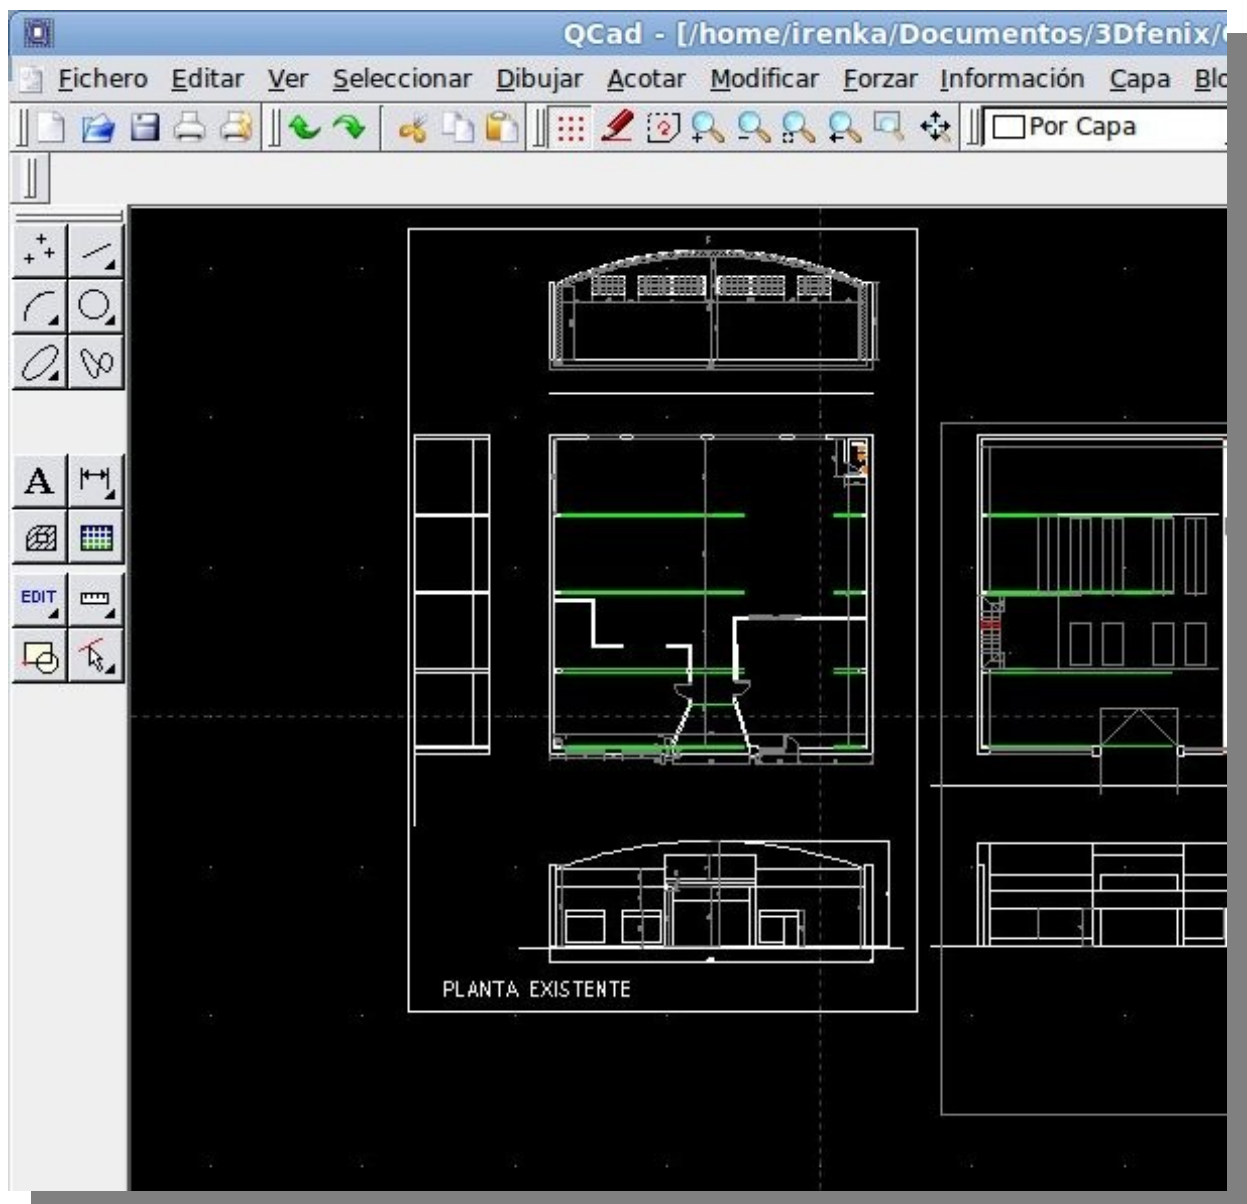 QCad - [/home/irenka/Documentos/3Dfenix/
Fichero Editar Ver Seleccionar Dibujar Acotar Modificar Forzar Información Capa
Por Capa
A
EDIT
PLANTA EXISTENTE